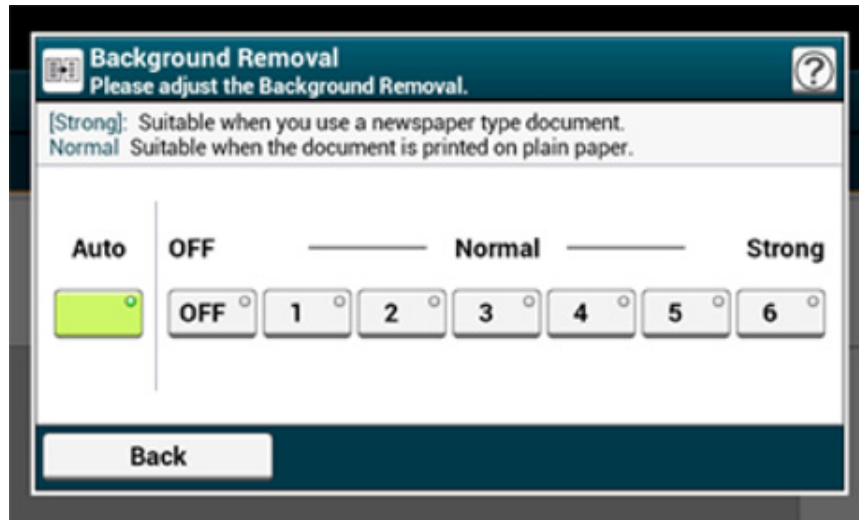 Background Removal
Please adjust the Background Removal.
[Strong]: Suitable when you use a newspaper type document.
Normal Suitable when the document is printed on plain paper.
Auto OFF Normal Strong
OFF 1 2 3 4 5 6
Back